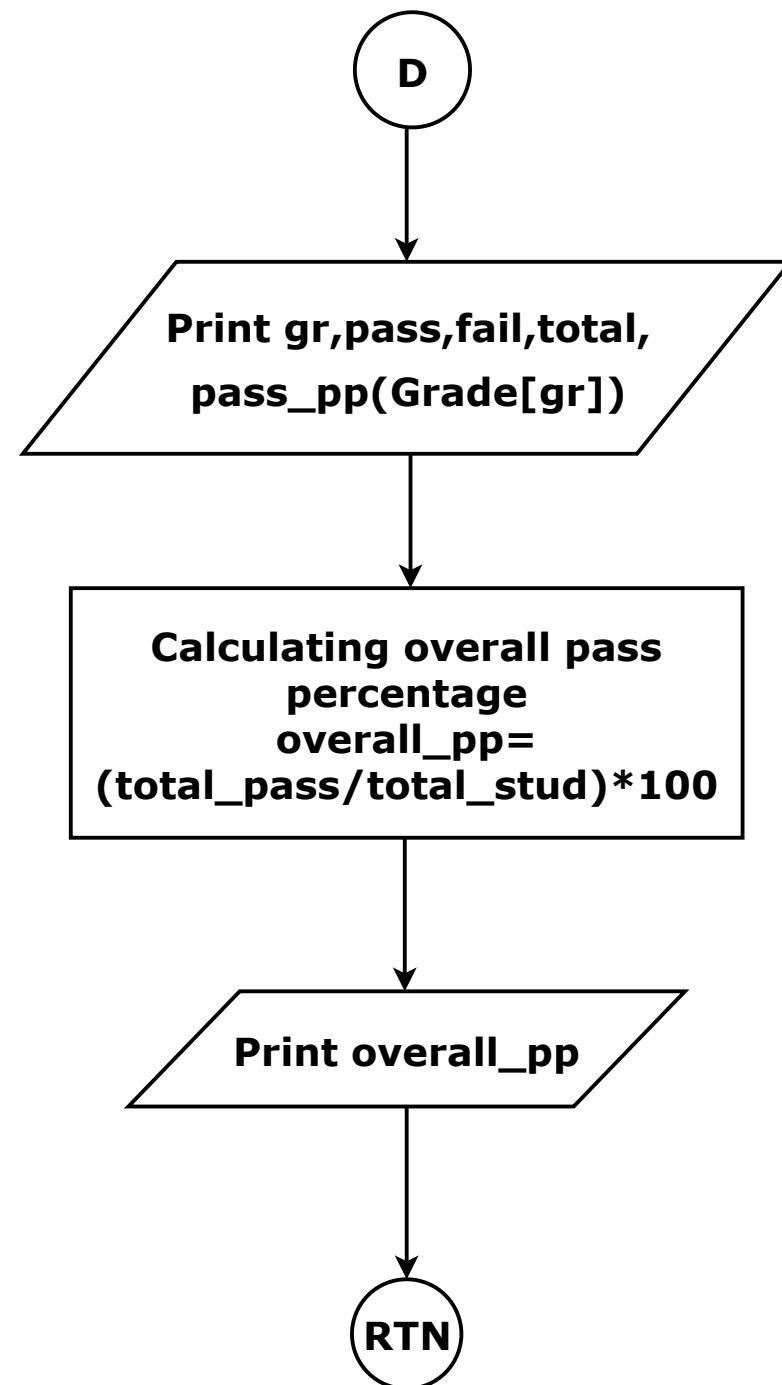 D
Print gr,pass,fail,total,
pass_pp(Grade[gr])
Calculating overall pass
percentage
overall_pp=
(total_pass/total_stud)*100
Print overall_pp
RTN